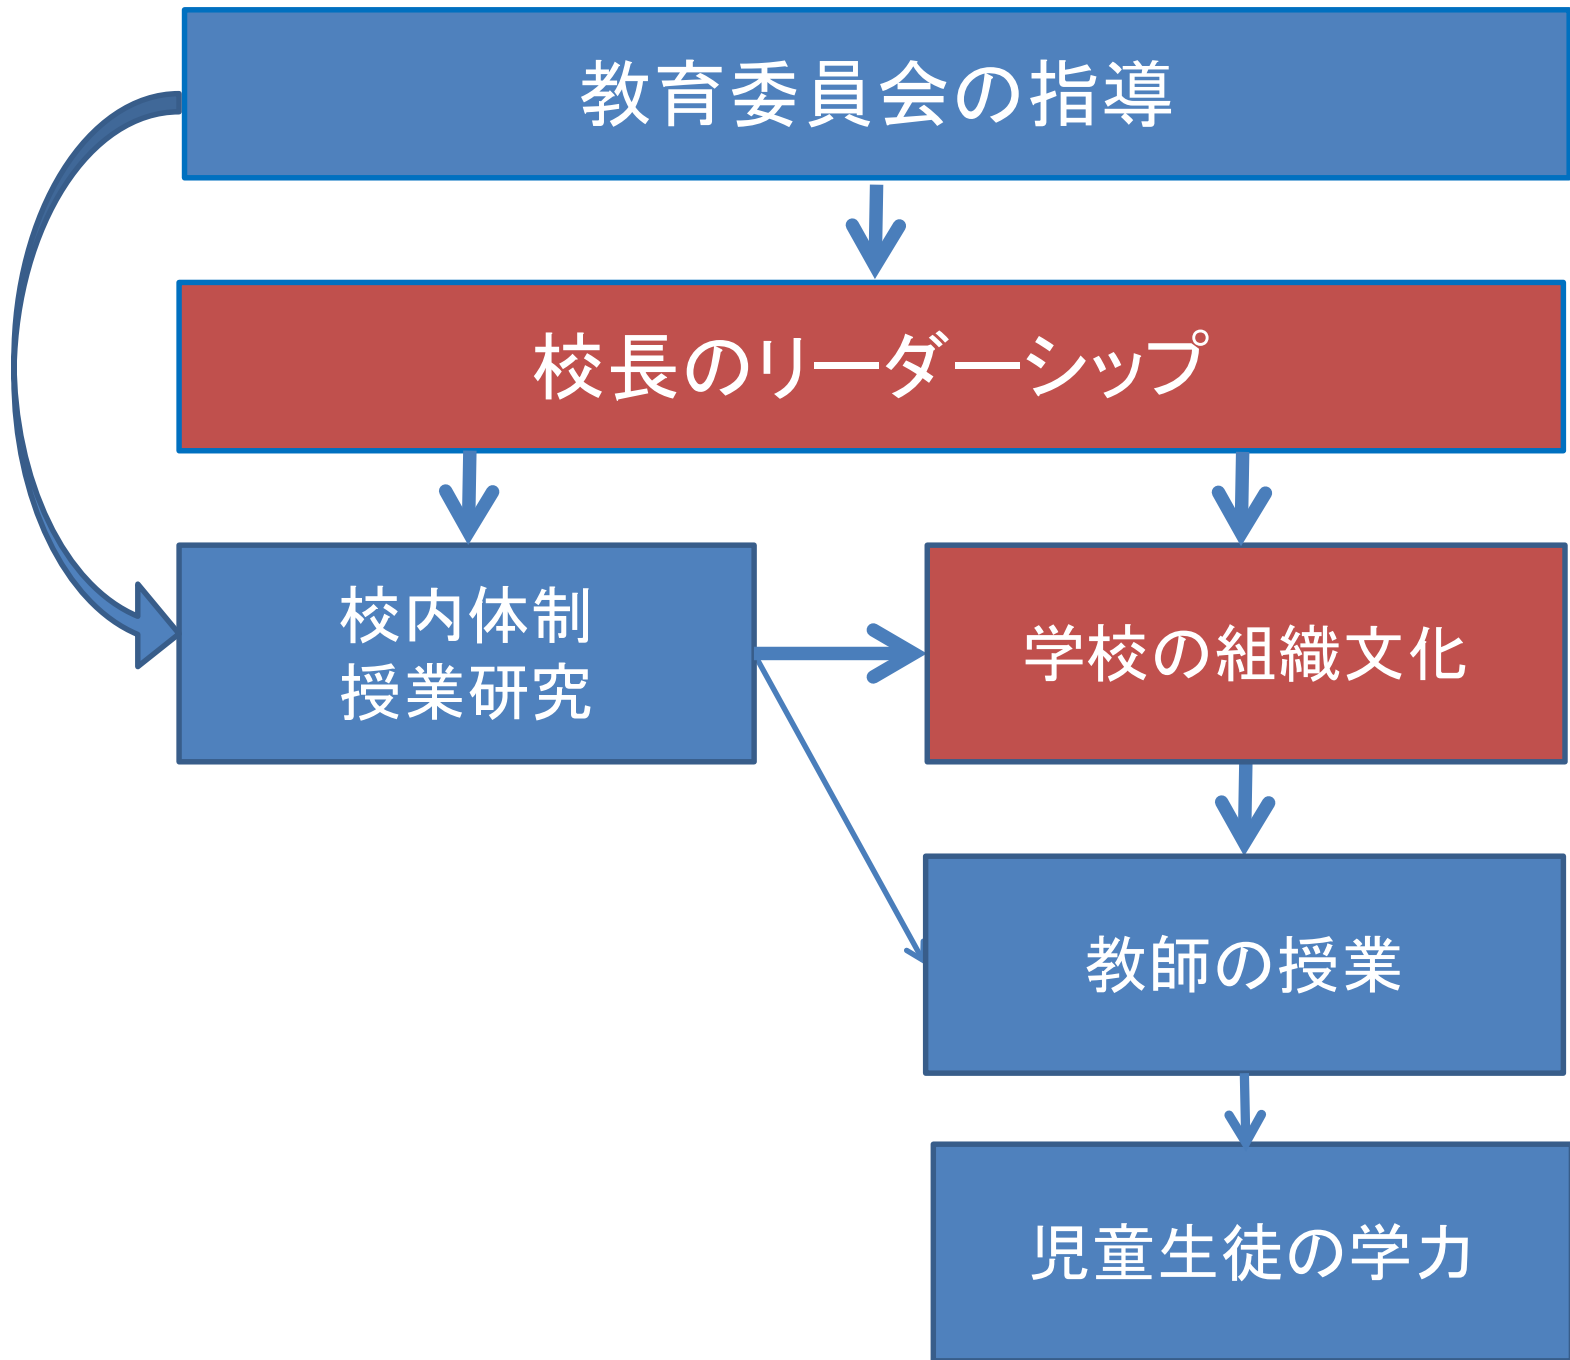 教育委員会の指導
校長のリーダーシップ
校内体制
授業研究
学校の組織文化
教師の授業
児童生徒の学力